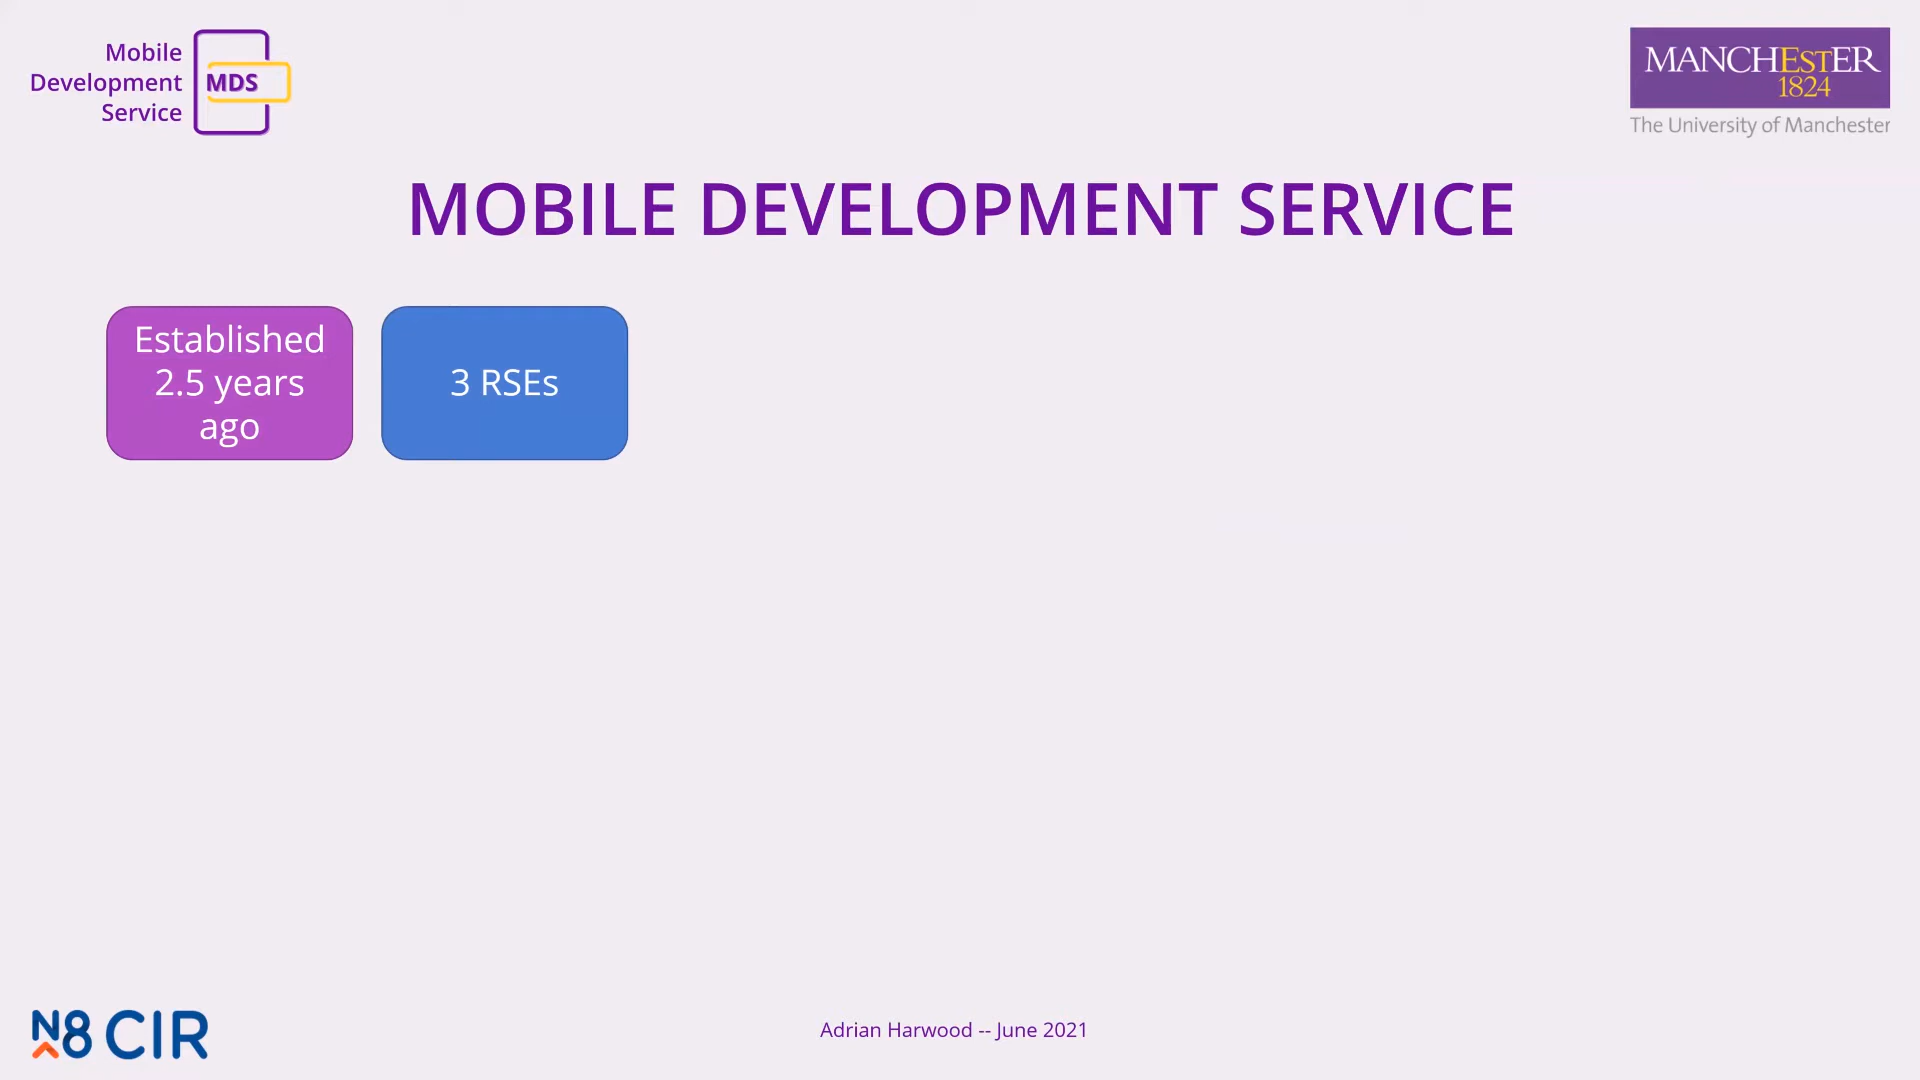 Mobile
Development
Service
MDS
MANCHESTER
1824
The University of Manchester
MOBILE DEVELOPMENT SERVICE
Established
2.5 years
ago
3 RSEs
N8 CIR
Adrian Harwood -- June 2021